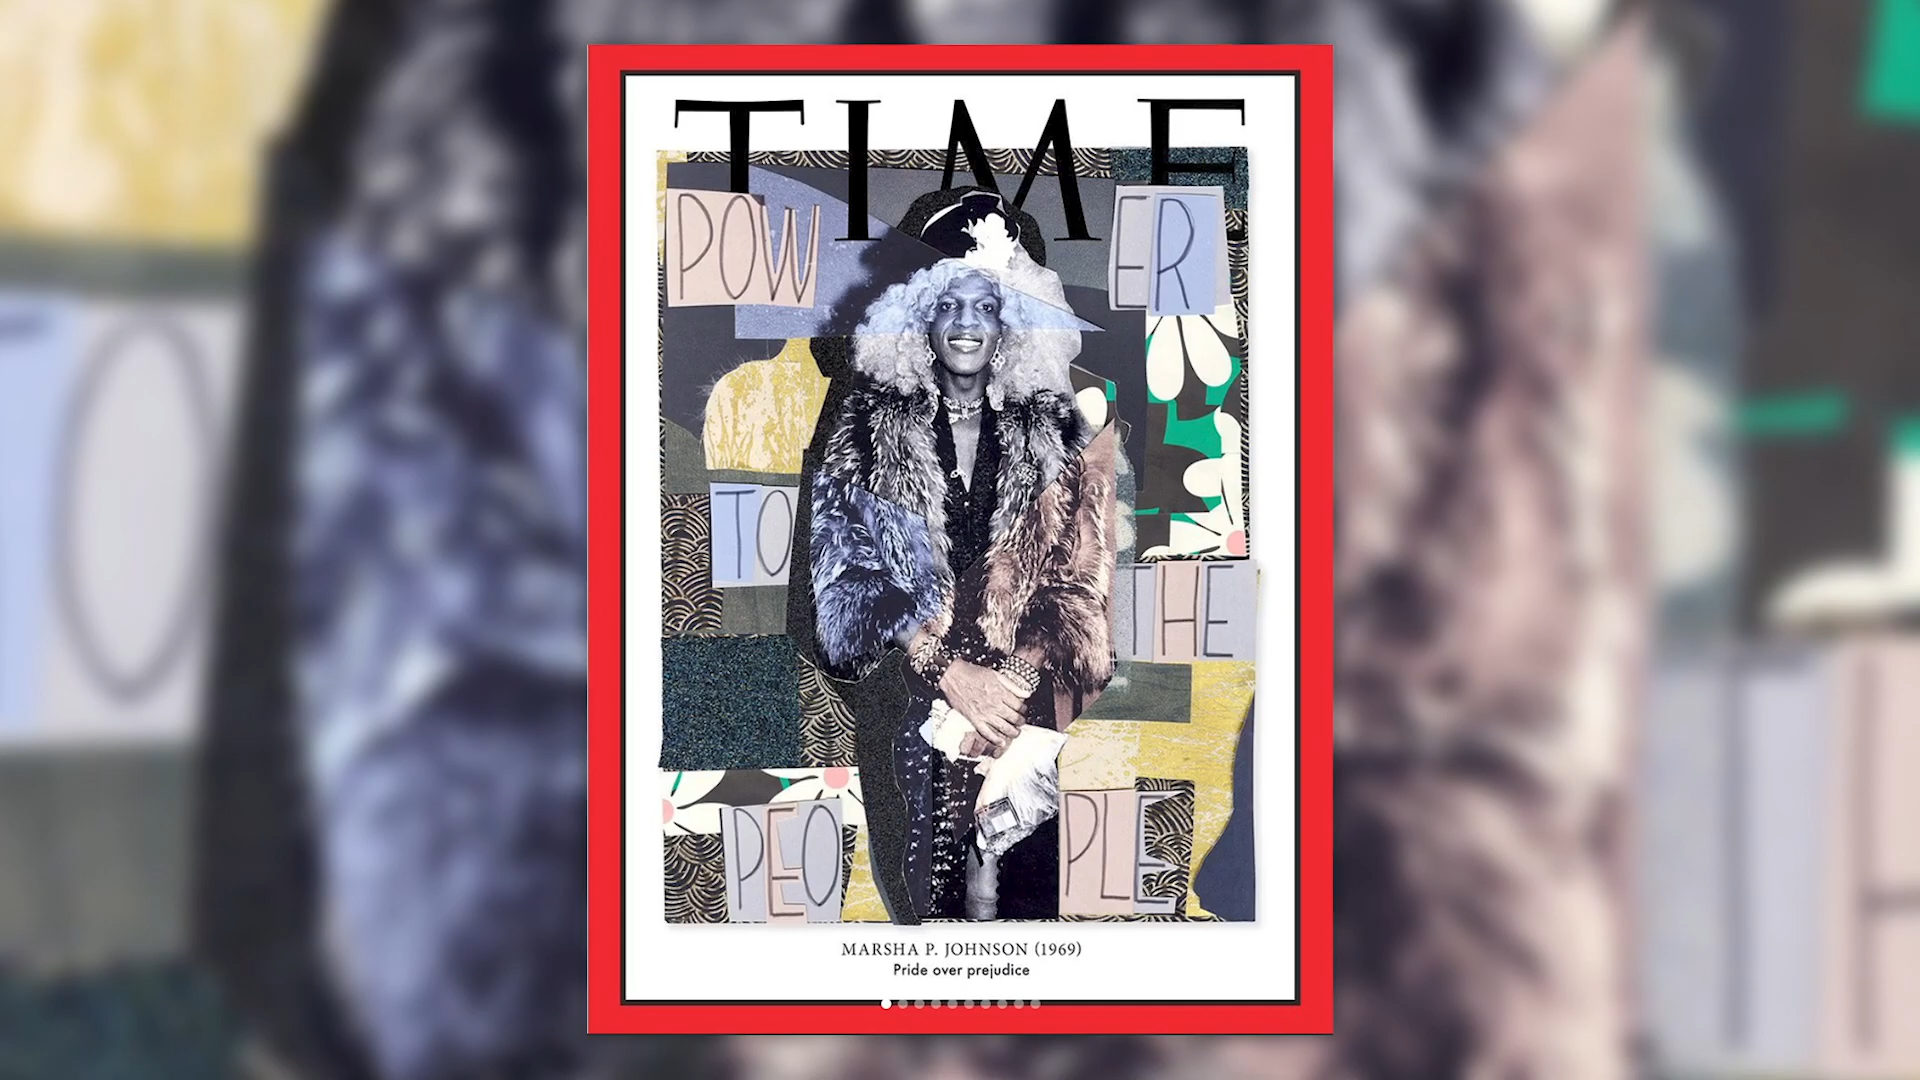 TIME
POW ER
TO
THE
PEO PLE
MARSHA P. JOHNSON (1969)
Pride over prejudice